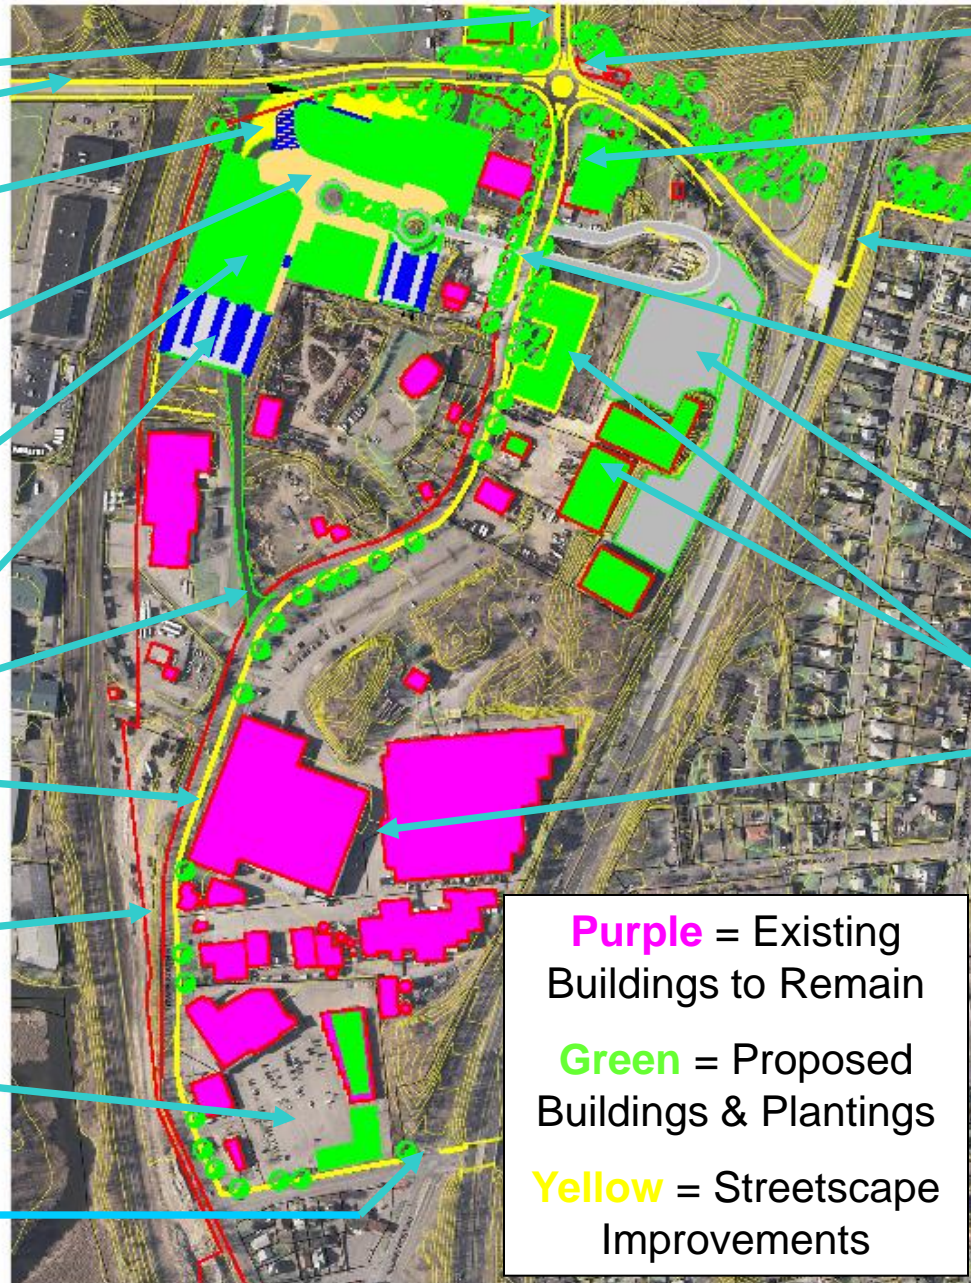 Purple = Existing
Buildings to Remain
Green = Proposed
Buildings & Plantings
Yellow = Streetscape
Improvements